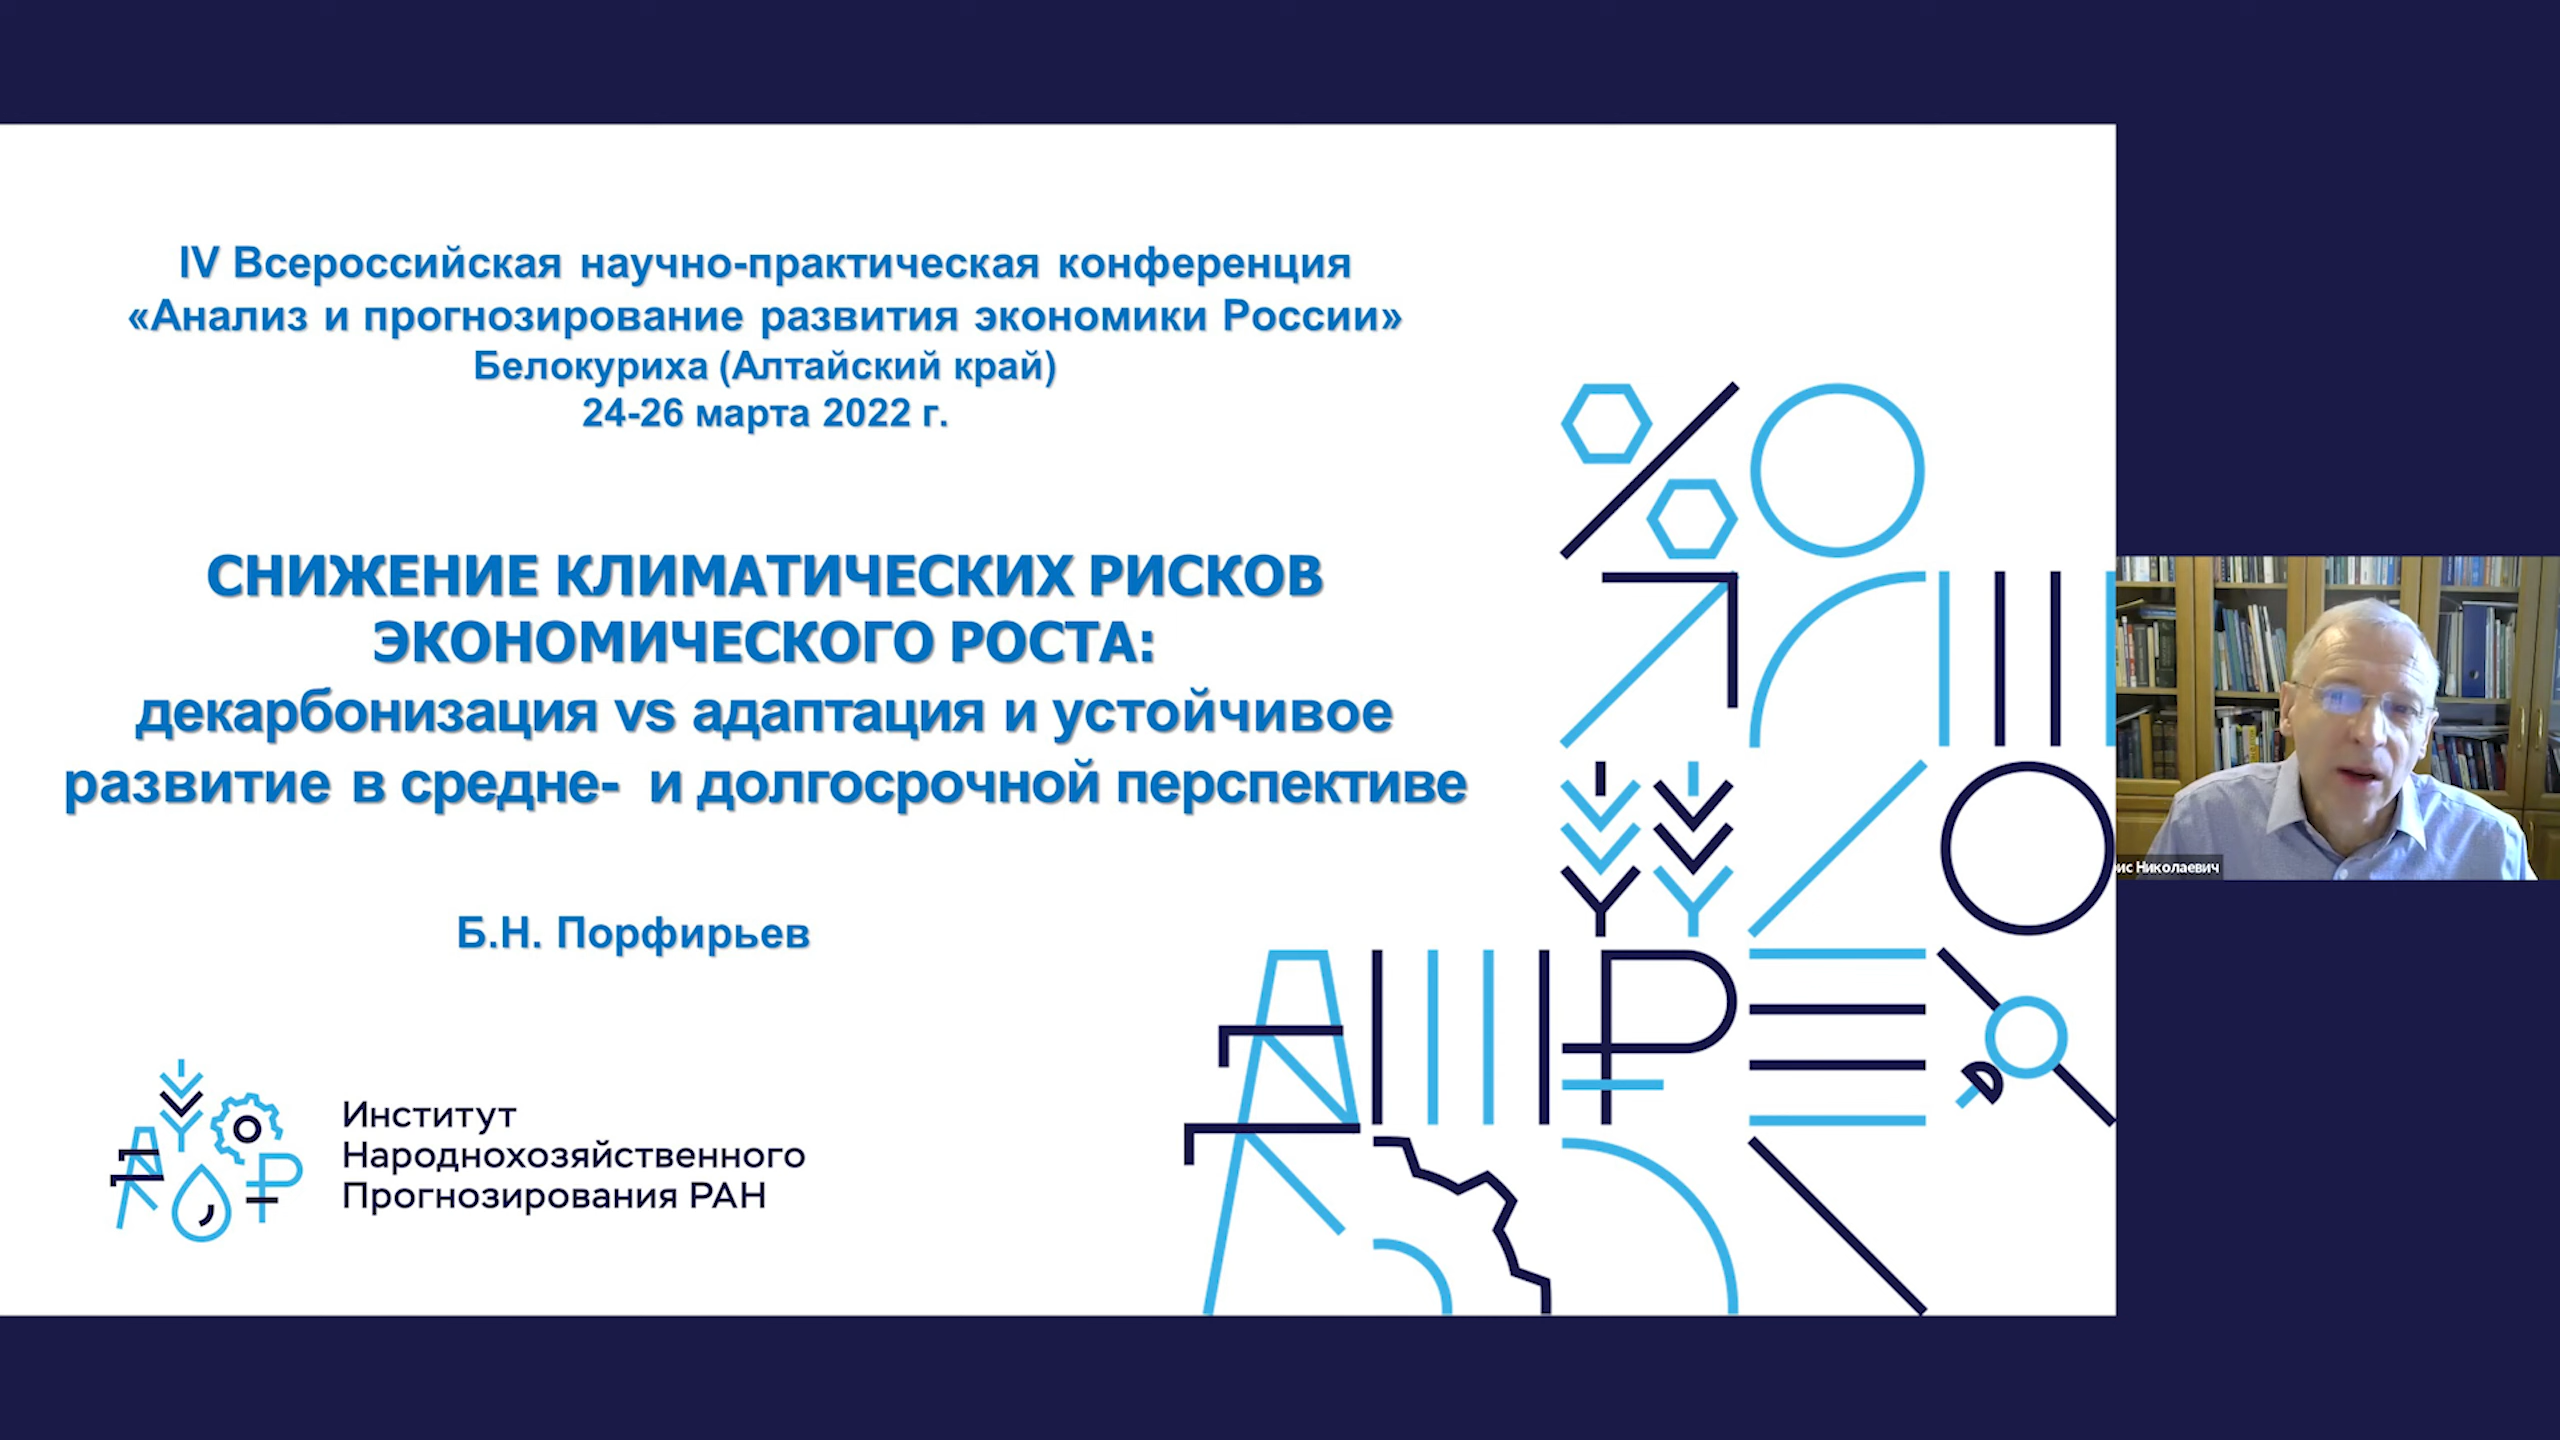 IV Всероссийская научно-практическая конференция
«Анализ и прогнозирование развития экономики России»
Белокуриха (Алтайский край)
24-26 марта 2022 г.
СНИЖЕНИЕ КЛИМАТИЧЕСКИХ РИСКОВ
ЭКОНОМИЧЕСКОГО РОСТА:
декарбонизация vs адаптация и устойчивое
развитие в средне- и долгосрочной перспективе
Б.Н. Порфирьев
Институт
Народнохозяйственного
Прогнозирования РАН
Николаевич